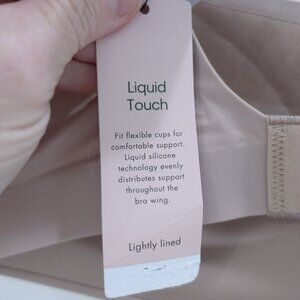 Liquid
Touch
Fit flexible cups for
comfortable support.
Liquid silicone
technology evenly
distributes support
throughout the
bra wing.
Lightly lined